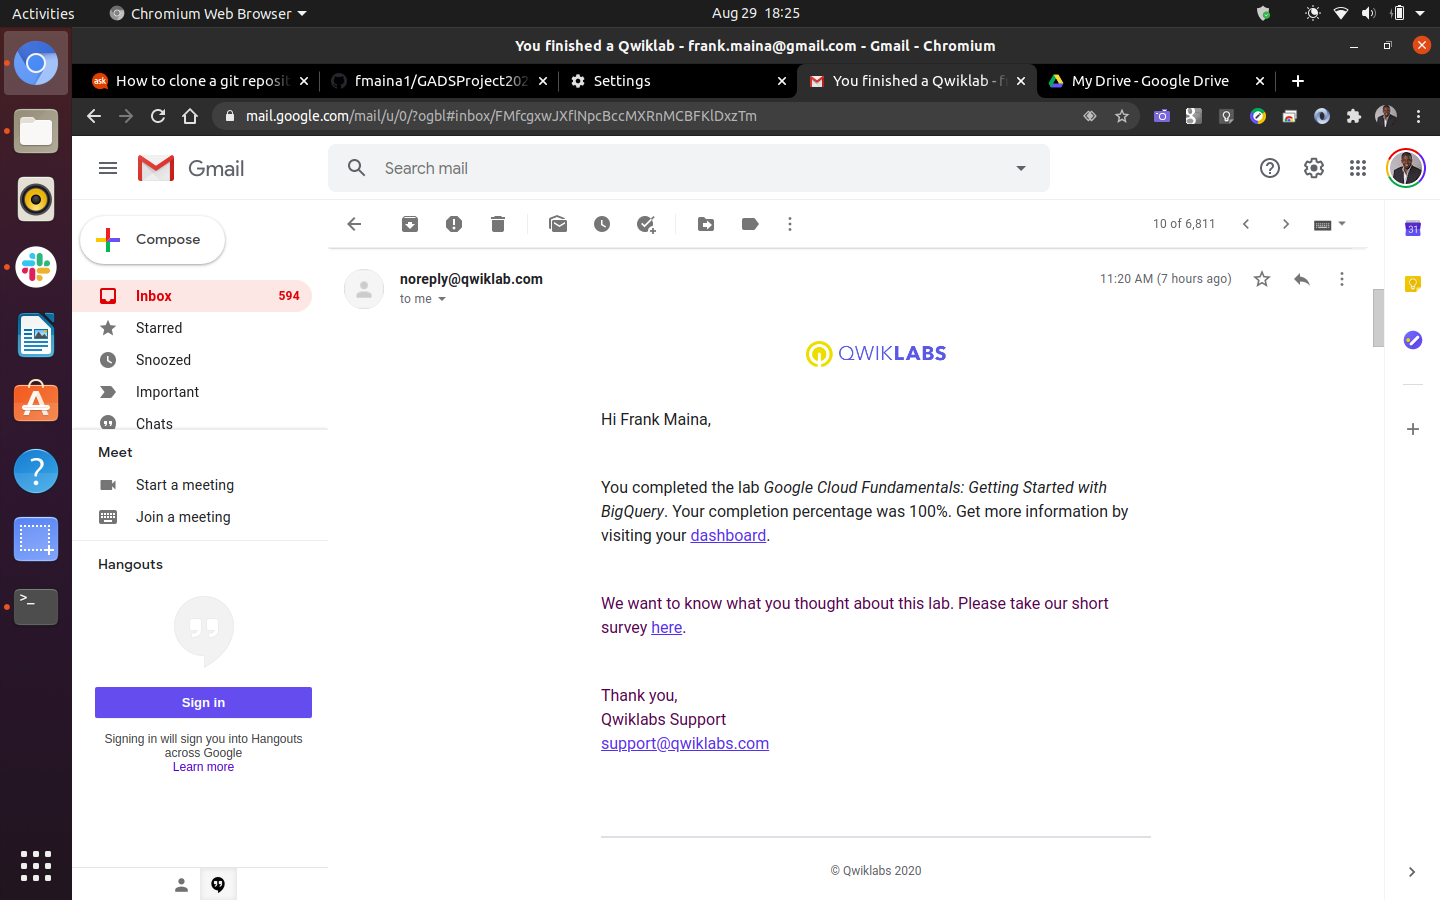 Activities
Chromium Web Browser
Aug 29 18:25
You finished a Qwiklab - frank.maina@gmail.com - Gmail - Chromium
How to clone a git reposit
fmaina1/GADSProject202
Settings
You finished a Qwiklab - f
My Drive - Google Drive
mail.google.com/mail/u/0/?ogbl#inbox/FMfcgxwJXflNpcBccMXRnMCBFKlDxzTm
Gmail
Search mail
Compose
10 of 6,811
Inbox 594
Starred
Snoozed
Important
Chats
Meet
Start a meeting
Join a meeting
Hangouts
Sign in
Signing in will sign you into Hangouts
across Google
Learn more
noreply@qwiklab.com
to me
11:20 AM (7 hours ago)
QWIKLABS
Hi Frank Maina,
You completed the lab Google Cloud Fundamentals: Getting Started with
BigQuery. Your completion percentage was 100%. Get more information by
visiting your dashboard.
We want to know what you thought about this lab. Please take our short
survey here.
Thank you,
Qwiklabs Support
support@qwiklabs.com
© Qwiklabs 2020
ask
31